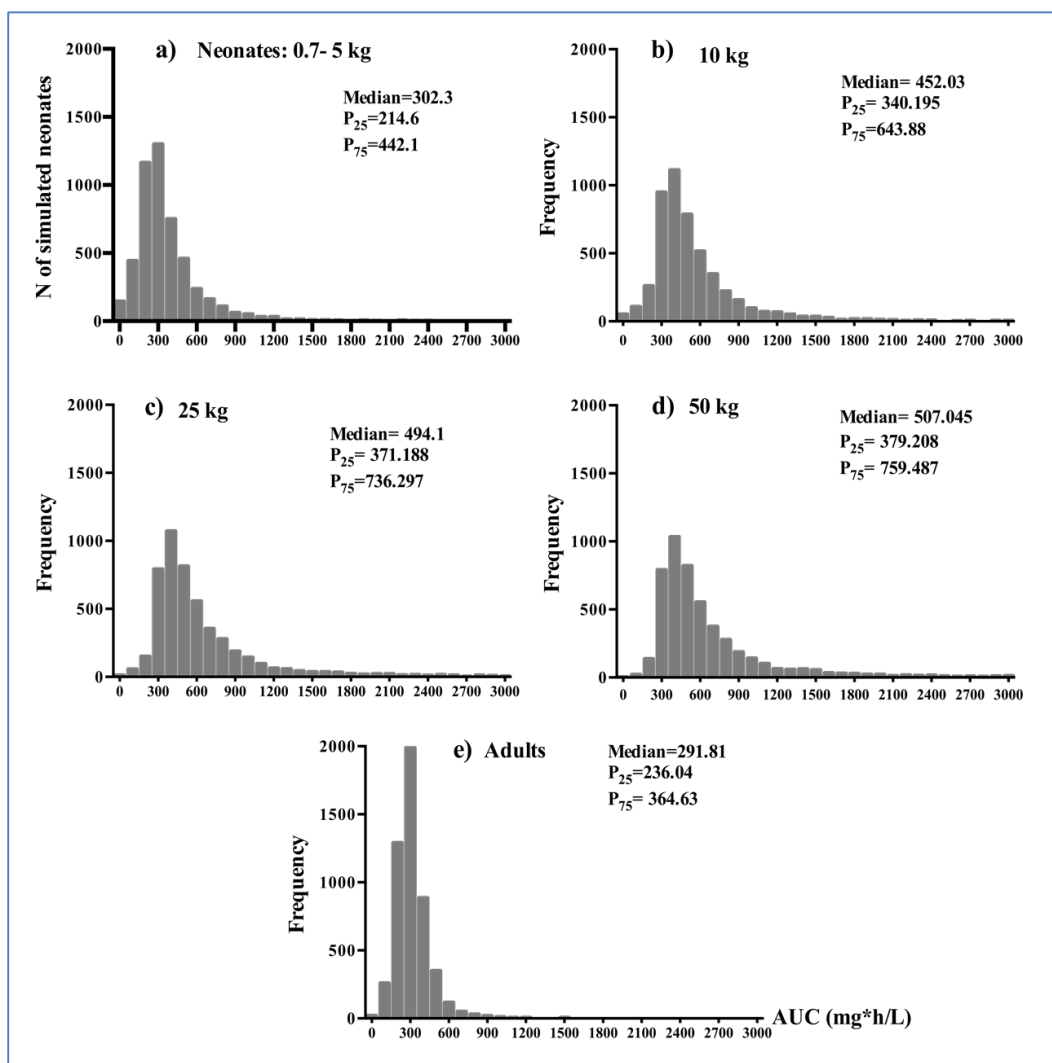 a) Neonates: 0.7- 5 kg
Median=302.3
P25=214.6
P75=442.1
N of simulated neonates
2000
1500
1000
500
0
0 300 600 900 1200 1500 1800 2100 2400 2700 3000
b) 10 kg
Median= 452.03
P25= 340.195
P75=643.88
Frequency
2000
1500
1000
500
0
0 300 600 900 1200 1500 1800 2100 2400 2700 3000
c) 25 kg
Median= 494.1
P25= 371.188
P75=736.297
Frequency
2000
1500
1000
500
0
0 300 600 900 1200 1500 1800 2100 2400 2700 3000
d) 50 kg
Median= 507.045
P25= 379.208
P75= 759.487
Frequency
2000
1500
1000
500
0
0 300 600 900 1200 1500 1800 2100 2400 2700 3000
e) Adults
Median=291.81
P25=236.04
P75= 364.63
Frequency
2000
1500
1000
500
0
0 300 600 900 1200 1500 1800 2100 2400 2700 3000
AUC (mg*h/L)